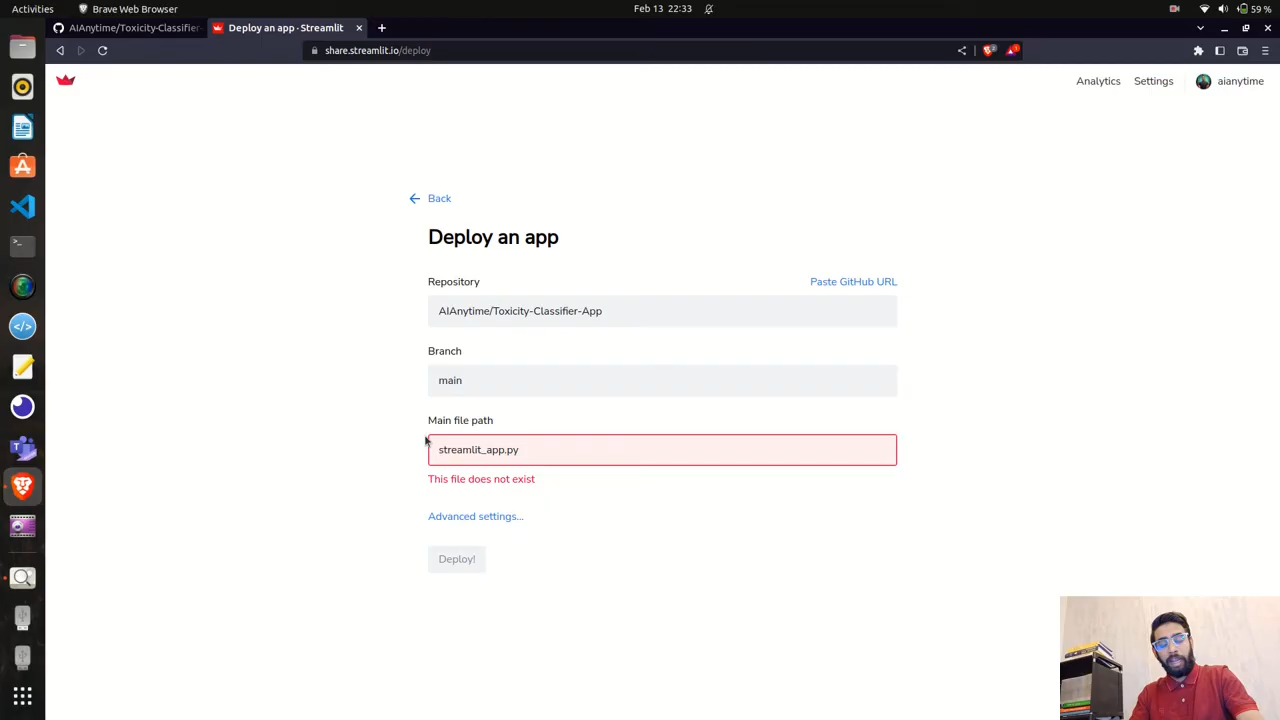 Activities
Brave Web Browser
Feb 13 22:33
59 %
AIAnytime/Toxicity-Classifier-
Deploy an app · Streamlit
share.streamlit.io/deploy
Analytics
Settings
aianytime
Back
Deploy an app
Repository
Paste GitHub URL
AIAnytime/Toxicity-Classifier-App
Branch
main
Main file path
streamlit_app.py
This file does not exist
Advanced settings...
Deploy!